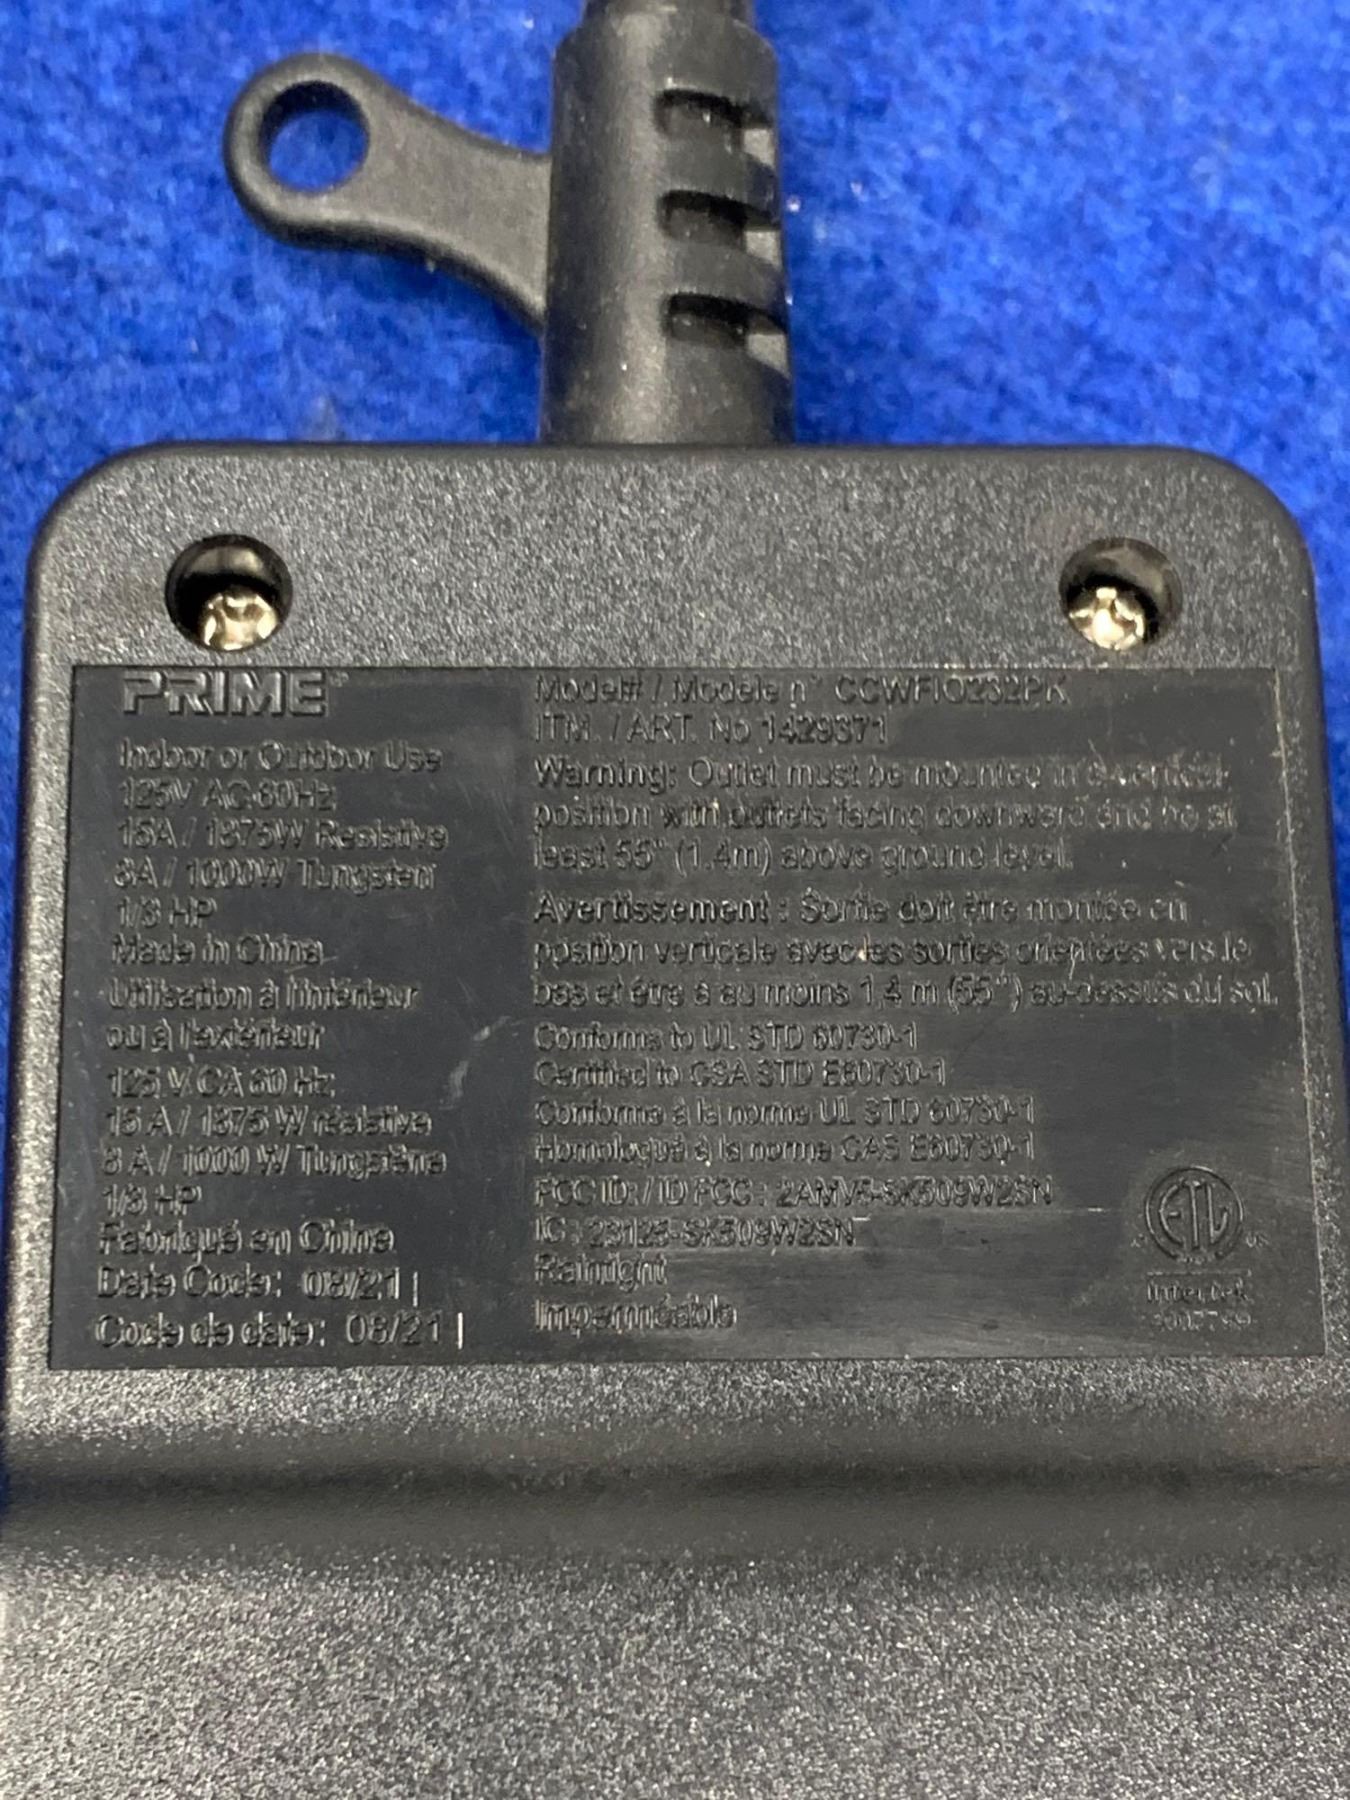 PRIME™
Indoor or Outdoor Use
125V AC 60Hz
15A / 1875W Resistive
8A / 1000W Tungsten
1/3 HP
Made in China
Utilisation à l'intérieur
ou à l'extérieur
125 V CA 60 Hz
15 A / 1875 W résistive
8 A / 1000 W Tungstène
1/3 HP
Fabriqué en Chine
Date Code: 08/21
Code de date: 08/21
Model# / Modèle n° CCWFIO232PK
ITM. / ART. No 1429371
Warning: Outlet must be mounted in a vertical
position with outlets facing downward and be at
least 55" (1.4m) above ground level.
Avertissement : Sortie doit être montée en
position verticale avec les sorties orientées vers le
bas et être à au moins 1,4 m (55") au-dessus du sol.
Conforms to UL STD 60730-1
Certified to CSA STD E60730-1
Conforme à la norme UL STD 60730-1
Homologué à la norme CAS E60730-1
FCC ID: / ID FCC : 2AMV5-SK509W2SN
IC : 23125-SK509W2SN
Raintight
Imperméable
ETL
Intertek